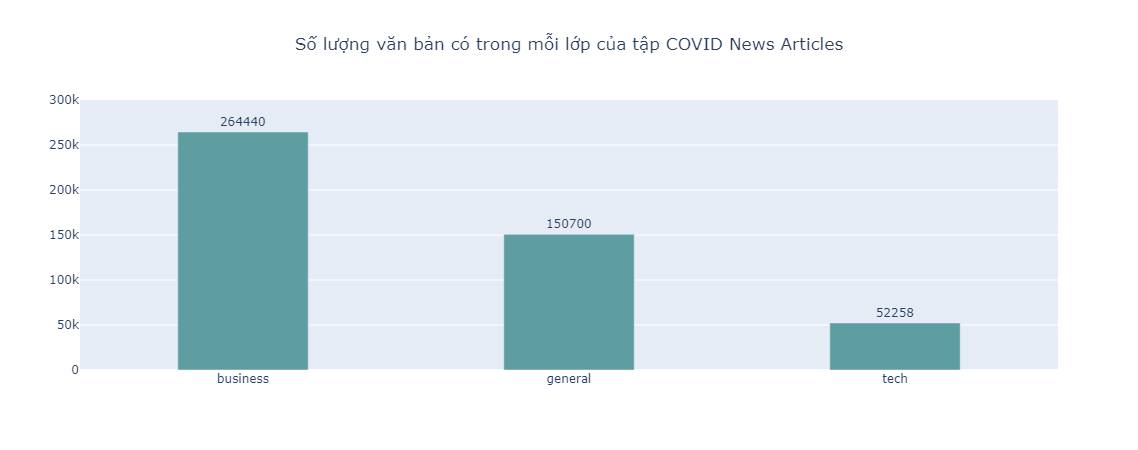 Số lượng văn bản có trong mỗi lớp của tập COVID News Articles
300k
250k
200k
150k
100k
50k
0
264440
150700
52258
business
general
tech